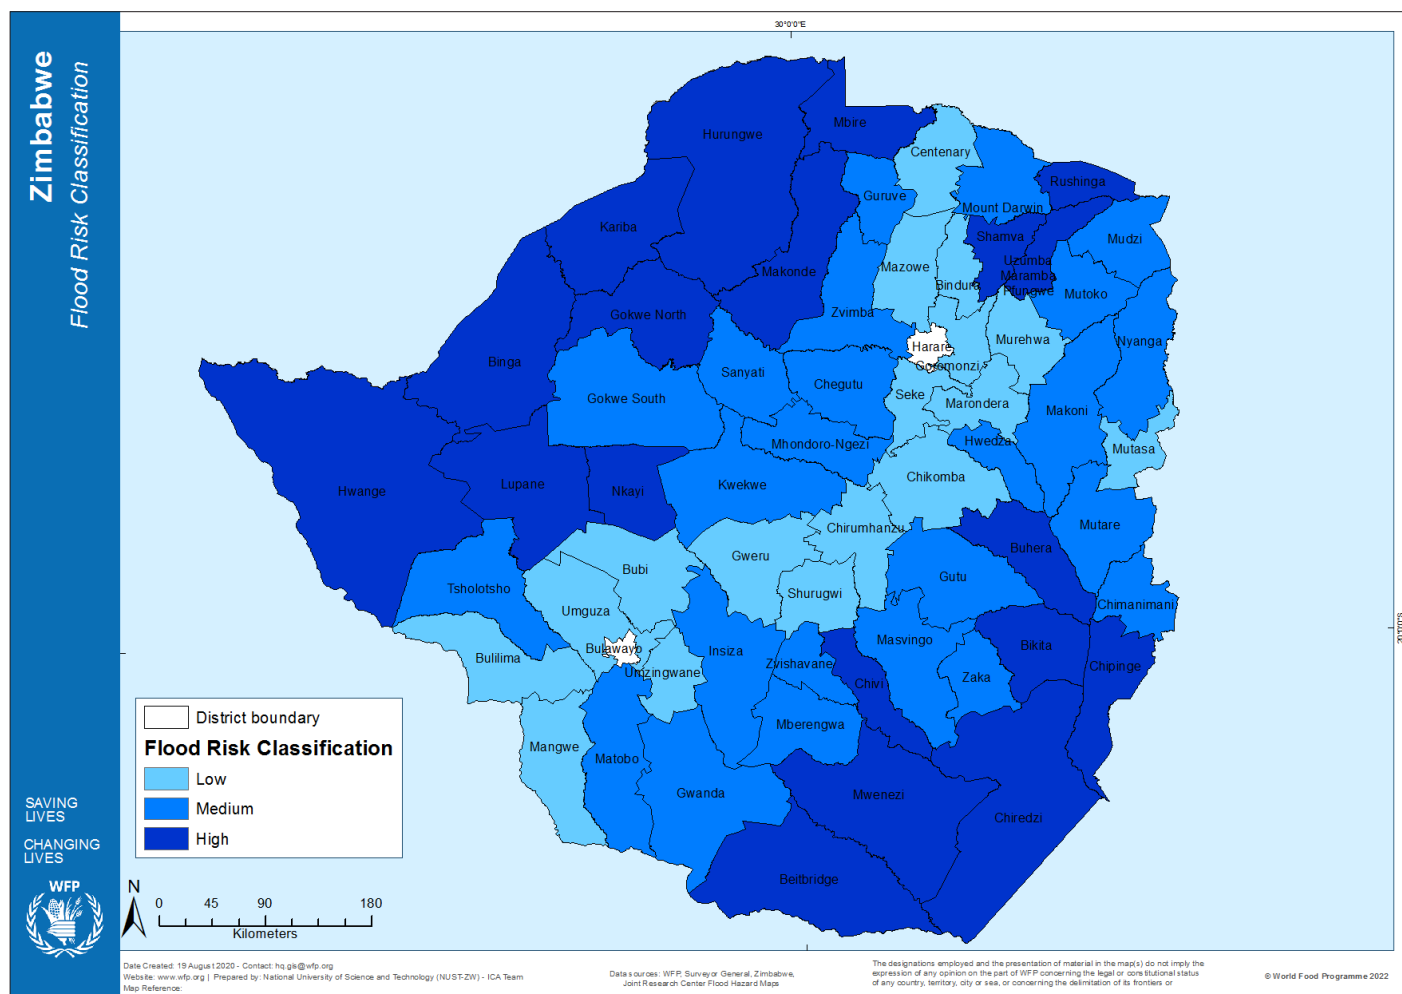 Zimbabwe
Flood Risk Classification
30°0'0"E
Mbire
Hurungwe
Centenary
Rushinga
Guruve
Mount Darwin
Kariba
Shamva
Mudzi
Uzumba
Makonde
Mazowe
Maramba
Bindura
Pfungwe
Mutoko
Gokwe North
Zvimba
Harare
Murehwa
Nyanga
Binga
Goromonzi
Sanyati
Chegutu
Seke
Gokwe South
Marondera
Makoni
Mhondoro-Ngezi
Hwedza
Mutasa
Hwange
Lupane
Nkayi
Kwekwe
Chikomba
Chirumhanzu
Mutare
Buhera
Gweru
Bubi
Gutu
Tsholotsho
Shurugwi
Umguza
Chimanimani
20°0'0"S
Masvingo
Bikita
Bulawayo
Insiza
Bulilima
Zvishavane
Chipinge
Umzingwane
Zaka
Chivi
Mberengwa
Mangwe
Matobo
Gwanda
Mwenezi
Chiredzi
Beitbridge
District boundary
Flood Risk Classification
Low
Medium
High
SAVING
LIVES
CHANGING
LIVES
WFP
N
0 45 90 180
Kilometers
Date Created: 19 August 2020 - Contact: hq.gis@wfp.org
Website: www.wfp.org | Prepared by: National University of Science and Technology (NUST-ZW) - ICA Team
Map Reference:
Data sources: WFP, Surveyor General, Zimbabwe,
Joint Research Center Flood Hazard Maps
The designations employed and the presentation of material in the map(s) do not imply the
expression of any opinion on the part of WFP concerning the legal or constitutional status
of any country, territory, city or sea, or concerning the delimitation of its frontiers or
© World Food Programme 2022